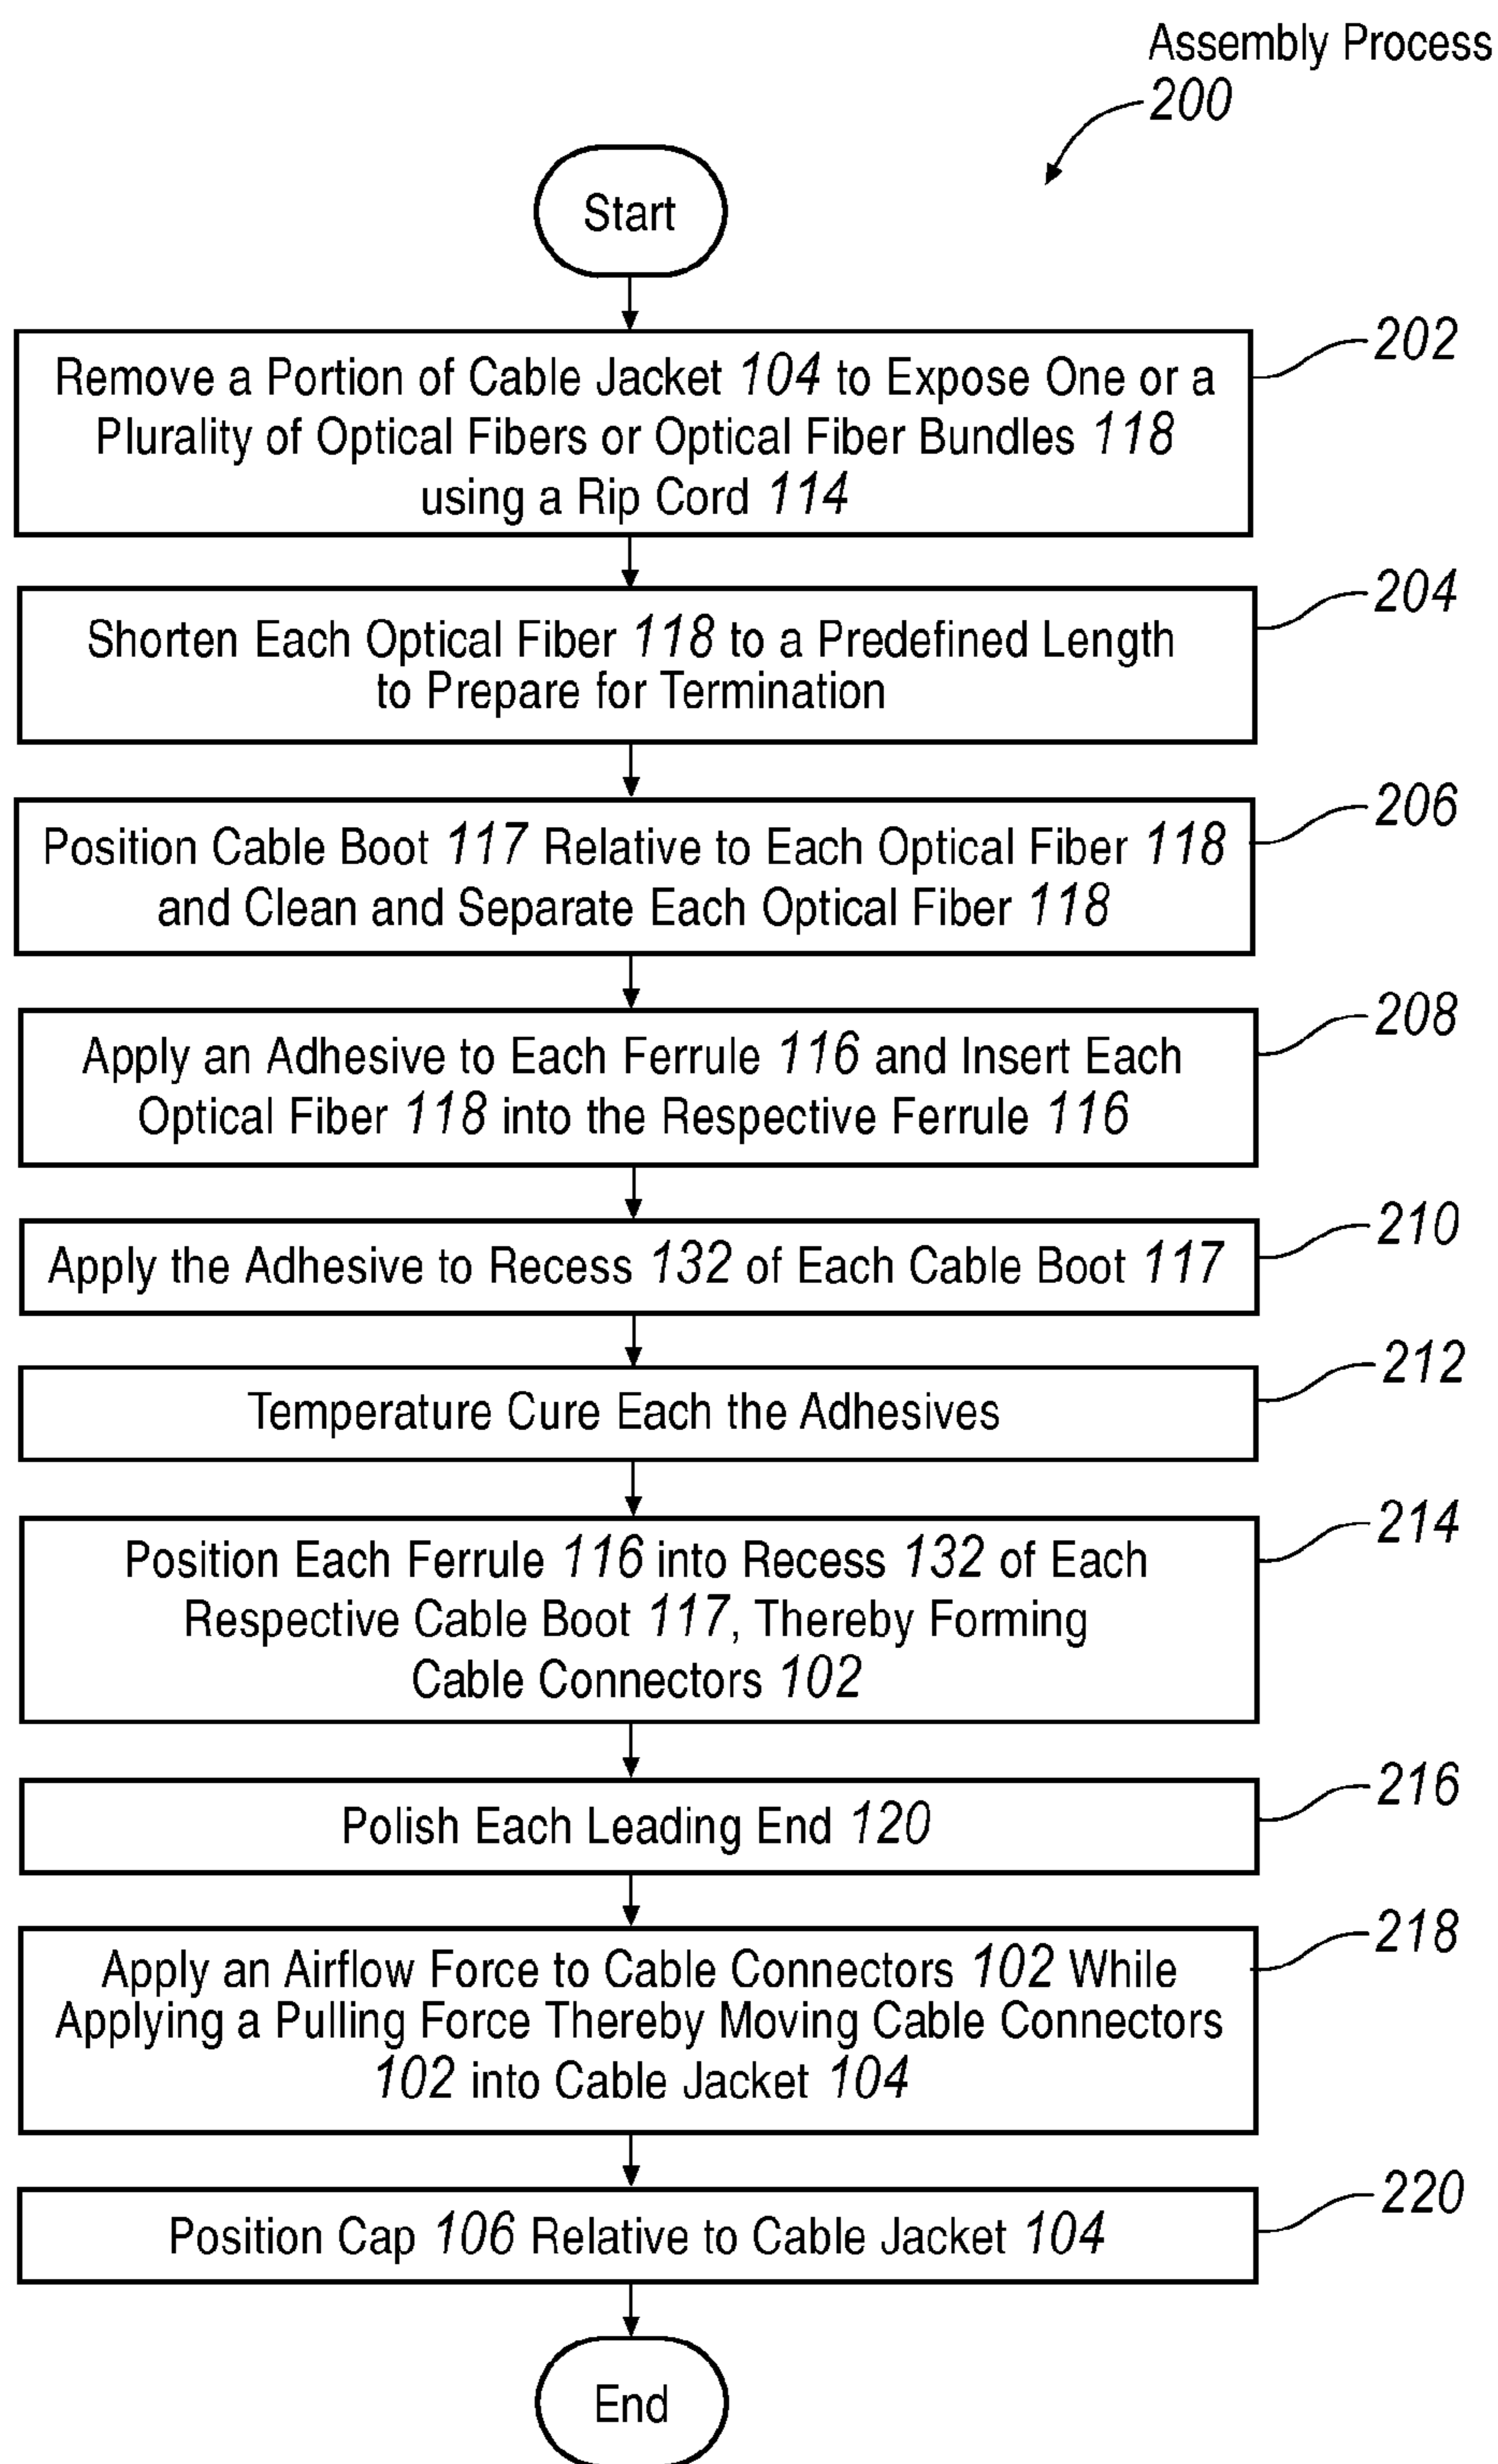 Assembly Process
200
Start
202
Remove a Portion of Cable Jacket 104 to Expose One or a
Plurality of Optical Fibers or Optical Fiber Bundles 118
using a Rip Cord 114
204
Shorten Each Optical Fiber 118 to a Predefined Length
to Prepare for Termination
206
Position Cable Boot 117 Relative to Each Optical Fiber 118
and Clean and Separate Each Optical Fiber 118
208
Apply an Adhesive to Each Ferrule 116 and Insert Each
Optical Fiber 118 into the Respective Ferrule 116
210
Apply the Adhesive to Recess 132 of Each Cable Boot 117
212
Temperature Cure Each the Adhesives
214
Position Each Ferrule 116 into Recess 132 of Each
Respective Cable Boot 117, Thereby Forming
Cable Connectors 102
216
Polish Each Leading End 120
218
Apply an Airflow Force to Cable Connectors 102 While
Applying a Pulling Force Thereby Moving Cable Connectors
102 into Cable Jacket 104
220
Position Cap 106 Relative to Cable Jacket 104
End